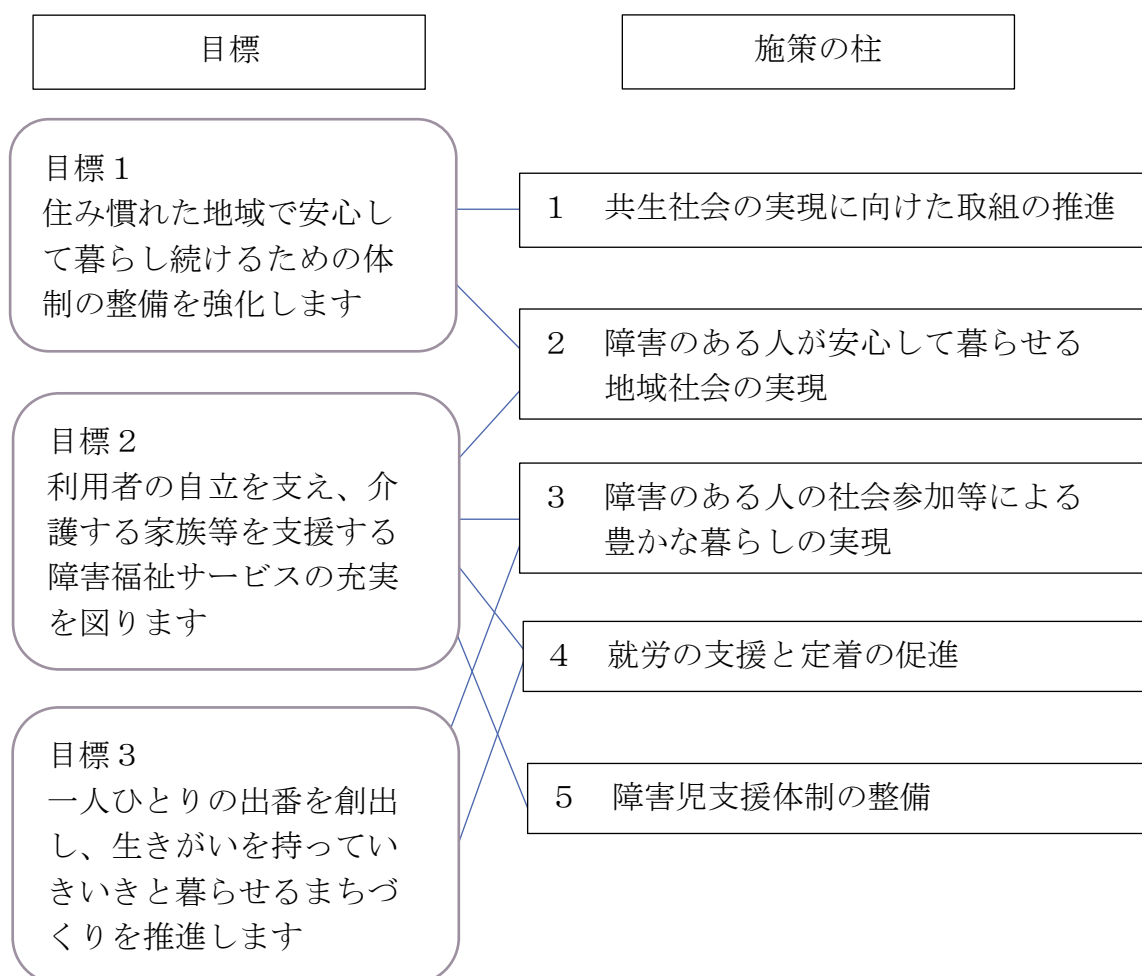 目標
施策の柱
目標１
住み慣れた地域で安心し
て暮らし続けるための体
制の整備を強化します
目標２
利用者の自立を支え、介
護する家族等を支援する
障害福祉サービスの充実
を図ります
目標３
一人ひとりの出番を創出
し、生きがいを持ってい
きいきと暮らせるまちづ
くりを推進します
１　共生社会の実現に向けた取組の推進
２　障害のある人が安心して暮らせる
地域社会の実現
３　障害のある人の社会参加等による
豊かな暮らしの実現
４　就労の支援と定着の促進
５　障害児支援体制の整備